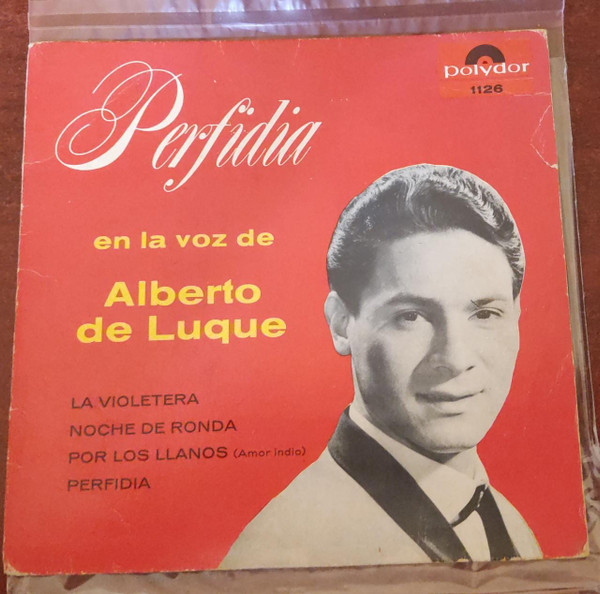 Perfidia
polydor
1126
en la voz de
Alberto
de Luque
LA VIOLETERA
NOCHE DE RONDA
POR LOS LLANOS (Amor indio)
PERFIDIA